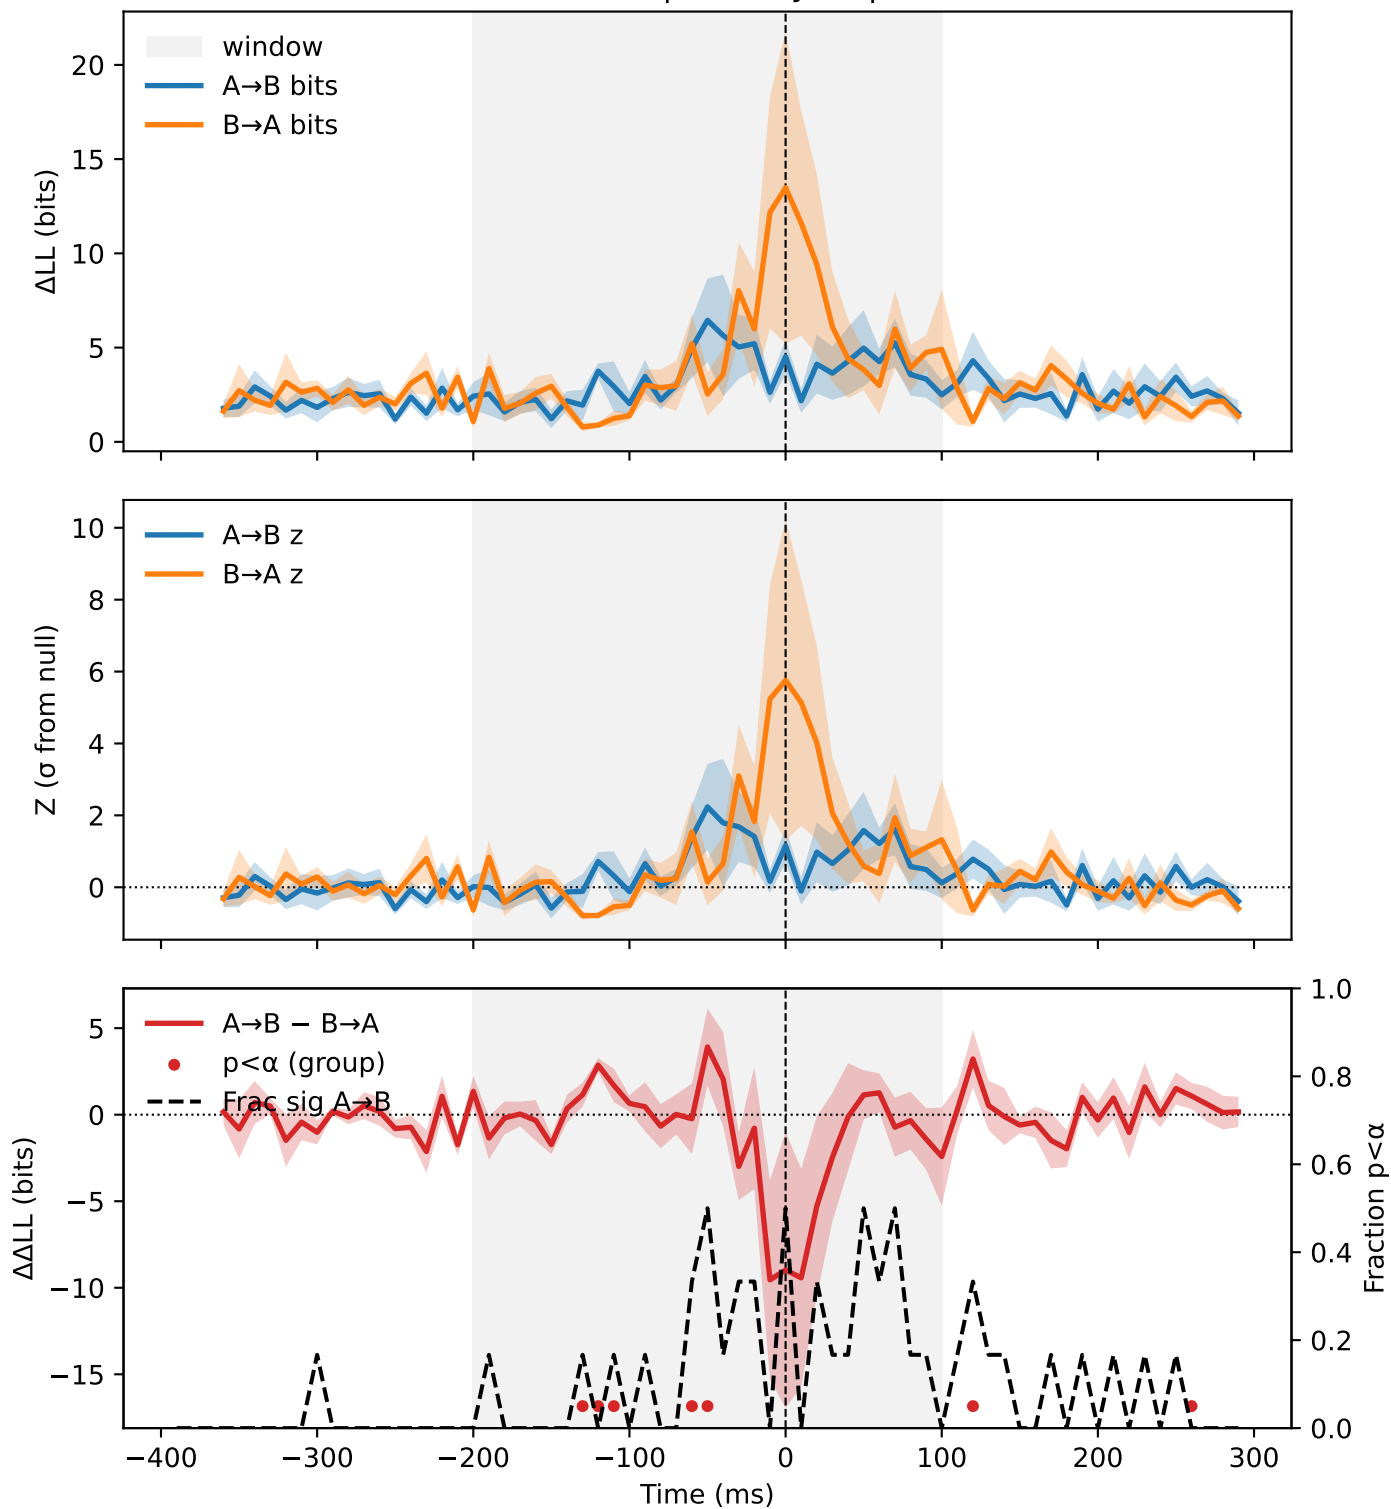 window
A→B bits
B→A bits
20
15
10
5
0
ΔLL (bits)
A→B z
B→A z
10
8
6
4
2
0
Z (σ from null)
A→B − B→A
p<α (group)
Frac sig A→B
5
0
−5
−10
−15
ΔΔLL (bits)
1.0
0.8
0.6
0.4
0.2
0.0
Fraction p<α
−400 −300 −200 −100 0 100 200 300
Time (ms)